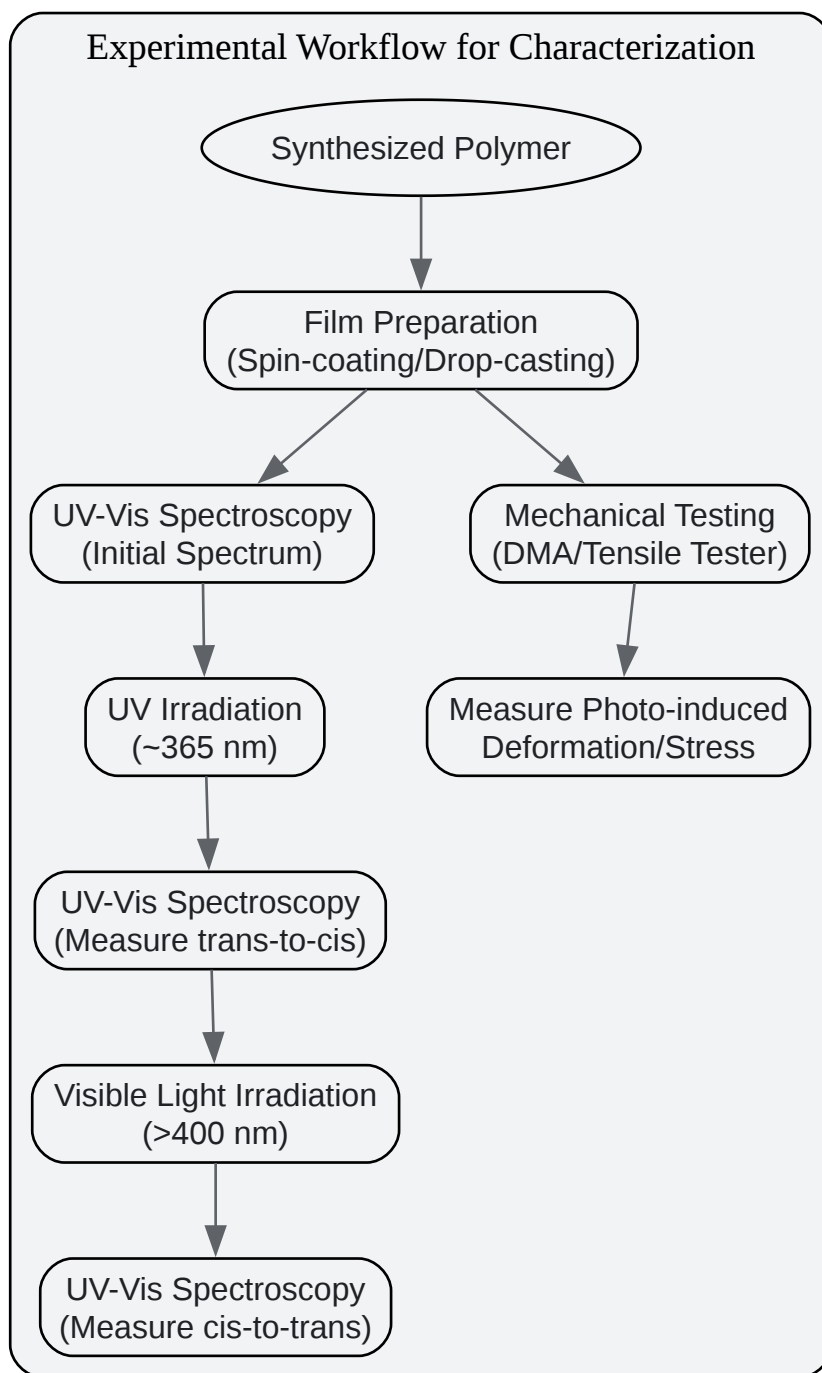 Experimental Workflow for Characterization
Synthesized Polymer
Film Preparation
(Spin-coating/Drop-casting)
UV-Vis Spectroscopy
(Initial Spectrum)
Mechanical Testing
(DMA/Tensile Tester)
UV Irradiation
(~365 nm)
Measure Photo-induced
Deformation/Stress
UV-Vis Spectroscopy
(Measure trans-to-cis)
Visible Light Irradiation
(>400 nm)
UV-Vis Spectroscopy
(Measure cis-to-trans)